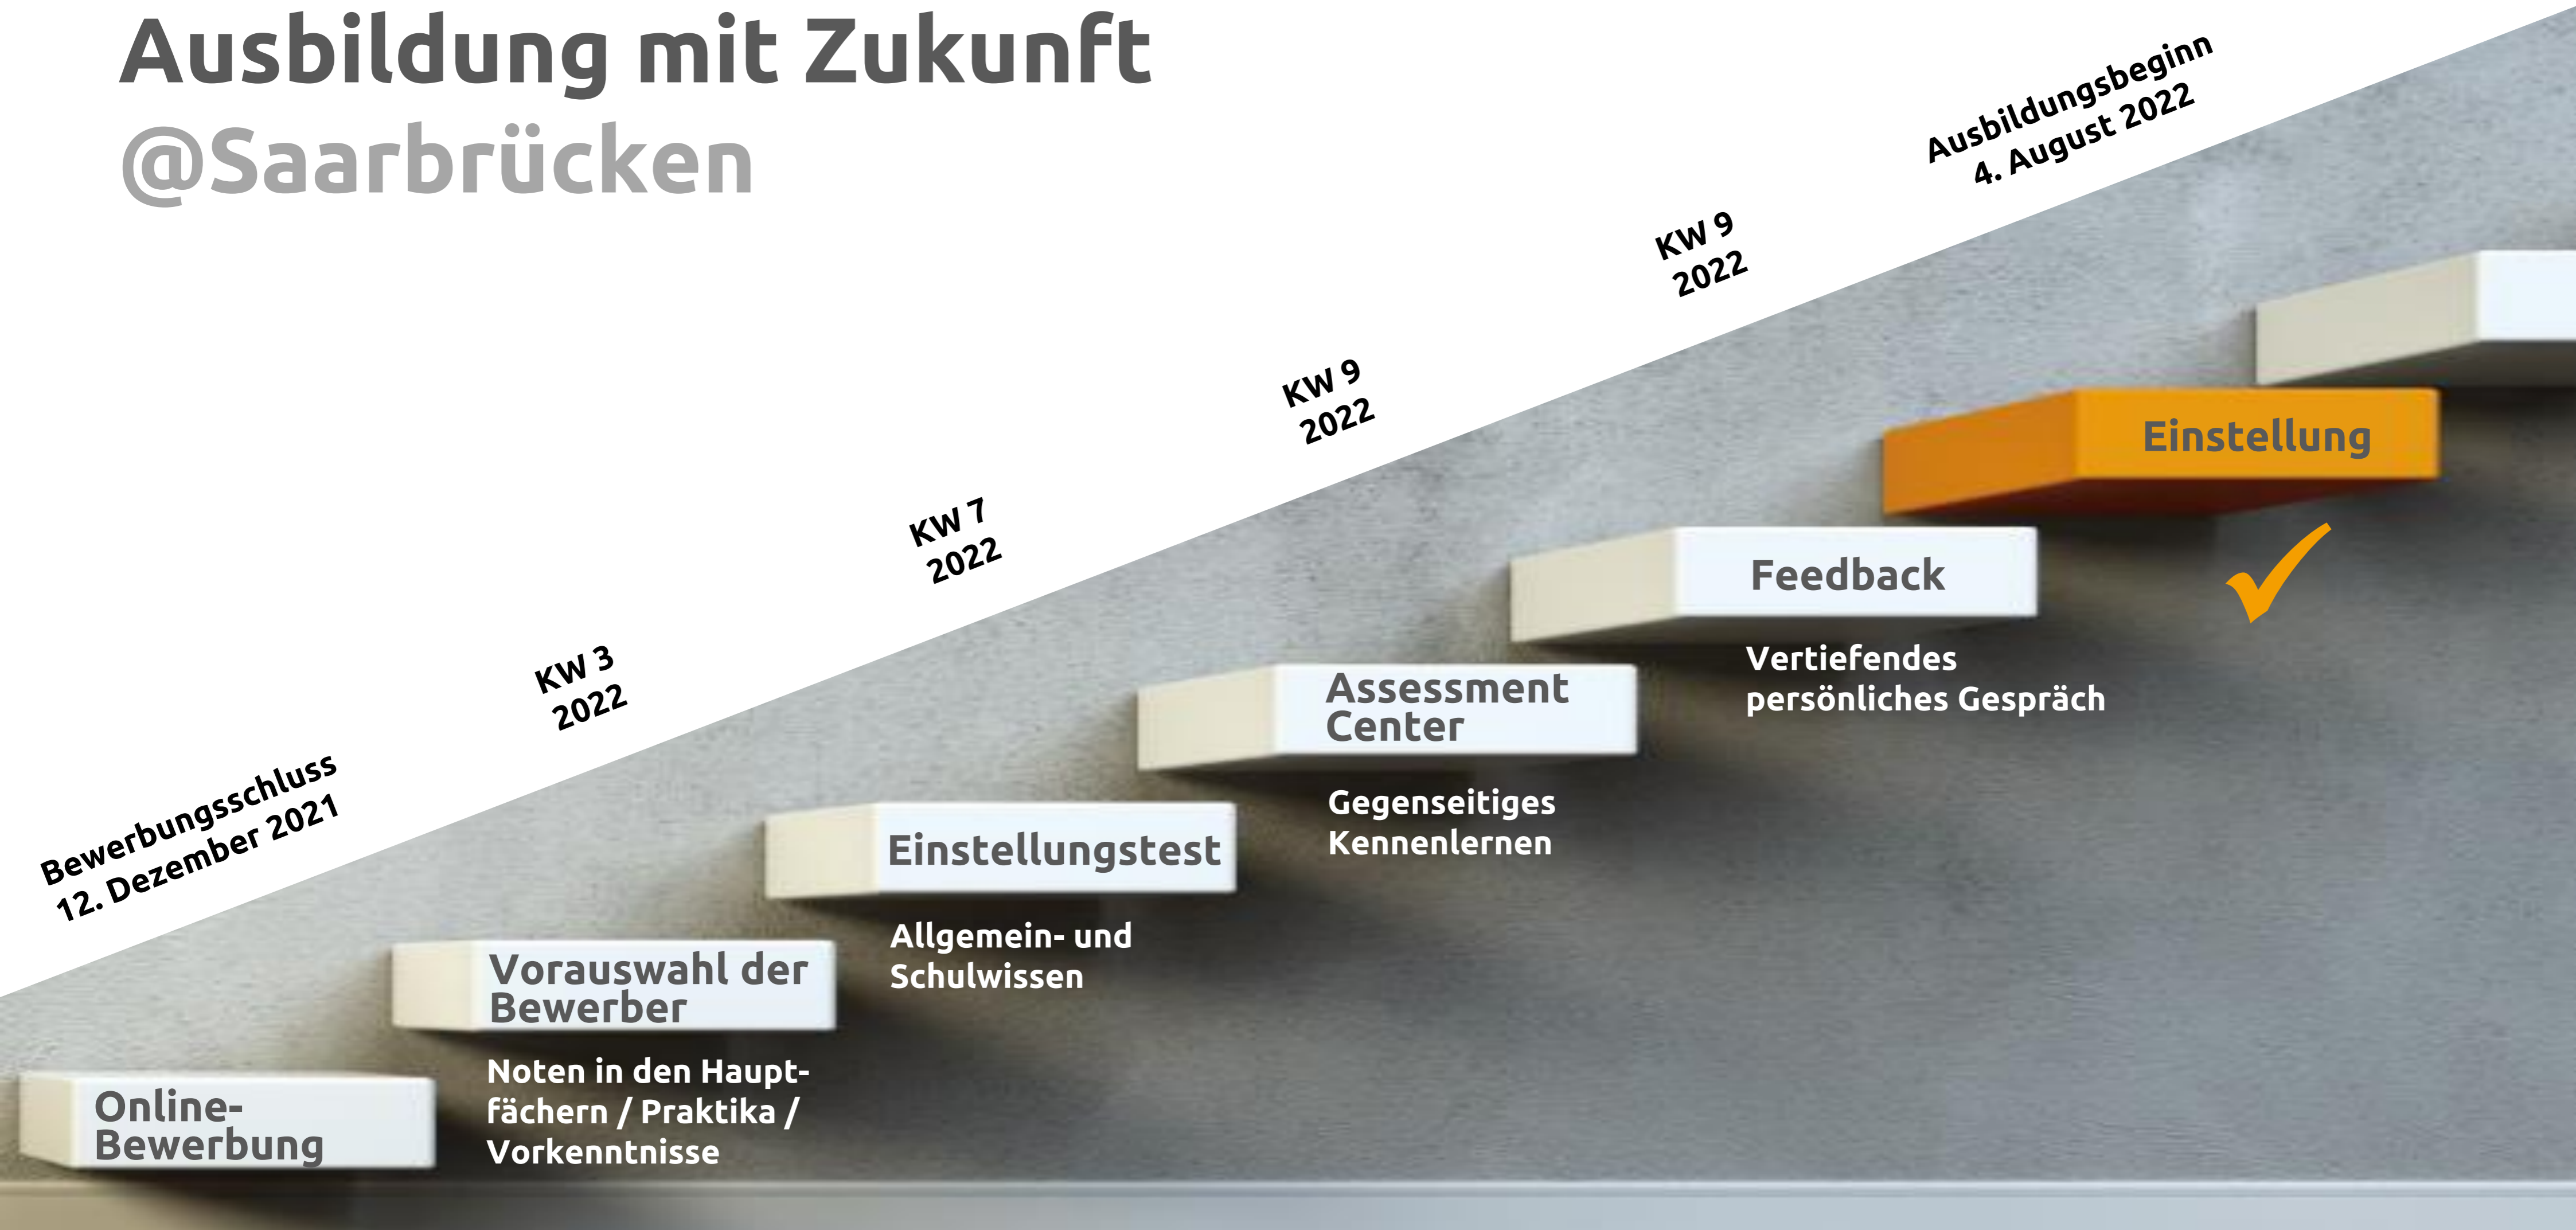 Ausbildung mit Zukunft
@Saarbrücken
Bewerbungsschluss
12. Dezember 2021
Online-
Bewerbung
KW 3
2022
Vorauswahl der
Bewerber
Noten in den Haupt-
fächern / Praktika /
Vorkenntnisse
KW 7
2022
Einstellungstest
Allgemein- und
Schulwissen
KW 9
2022
Assessment
Center
Gegenseitiges
Kennenlernen
KW 9
2022
Feedback
Vertiefendes
persönliches Gespräch
Ausbildungsbeginn
4. August 2022
Einstellung